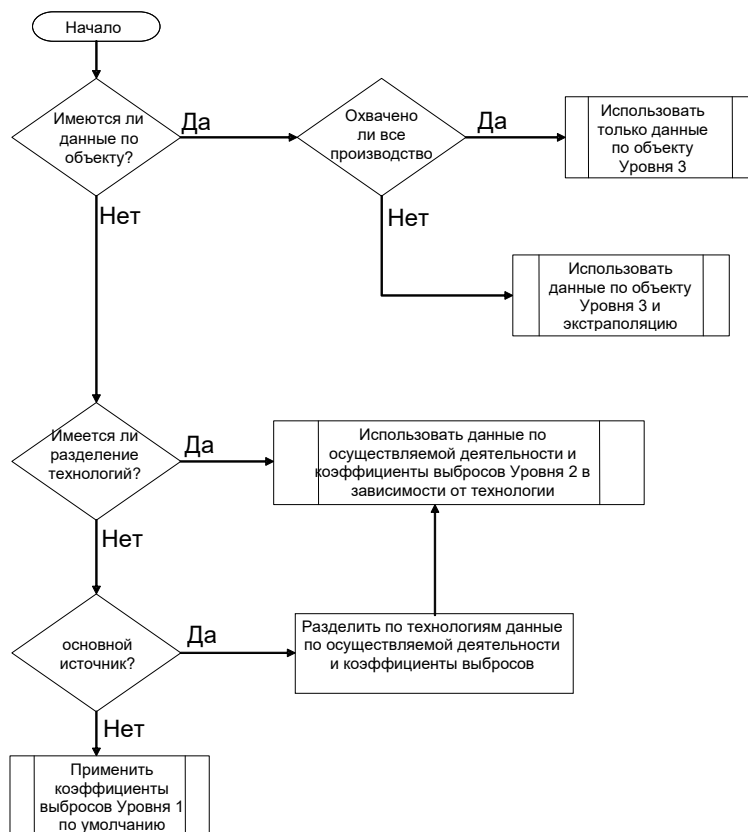 Начало
Имеются ли
данные по
объекту?
Да
Охвачено
ли все
производство
Да
Использовать
только данные
по объекту
Уровня 3
Нет
Нет
Использовать
данные по объекту
Уровня 3 и
экстраполяцию
Имеется ли
разделение
технологий?
Да
Использовать данные по
осуществляемой деятельности и
коэффициенты выбросов Уровня 2 в
зависимости от технологии
Нет
основной
источник?
Да
Разделить по технологиям данные
по осуществляемой деятельности
и коэффициенты выбросов
Нет
Применить
коэффициенты
выбросов Уровня 1
по умолчанию